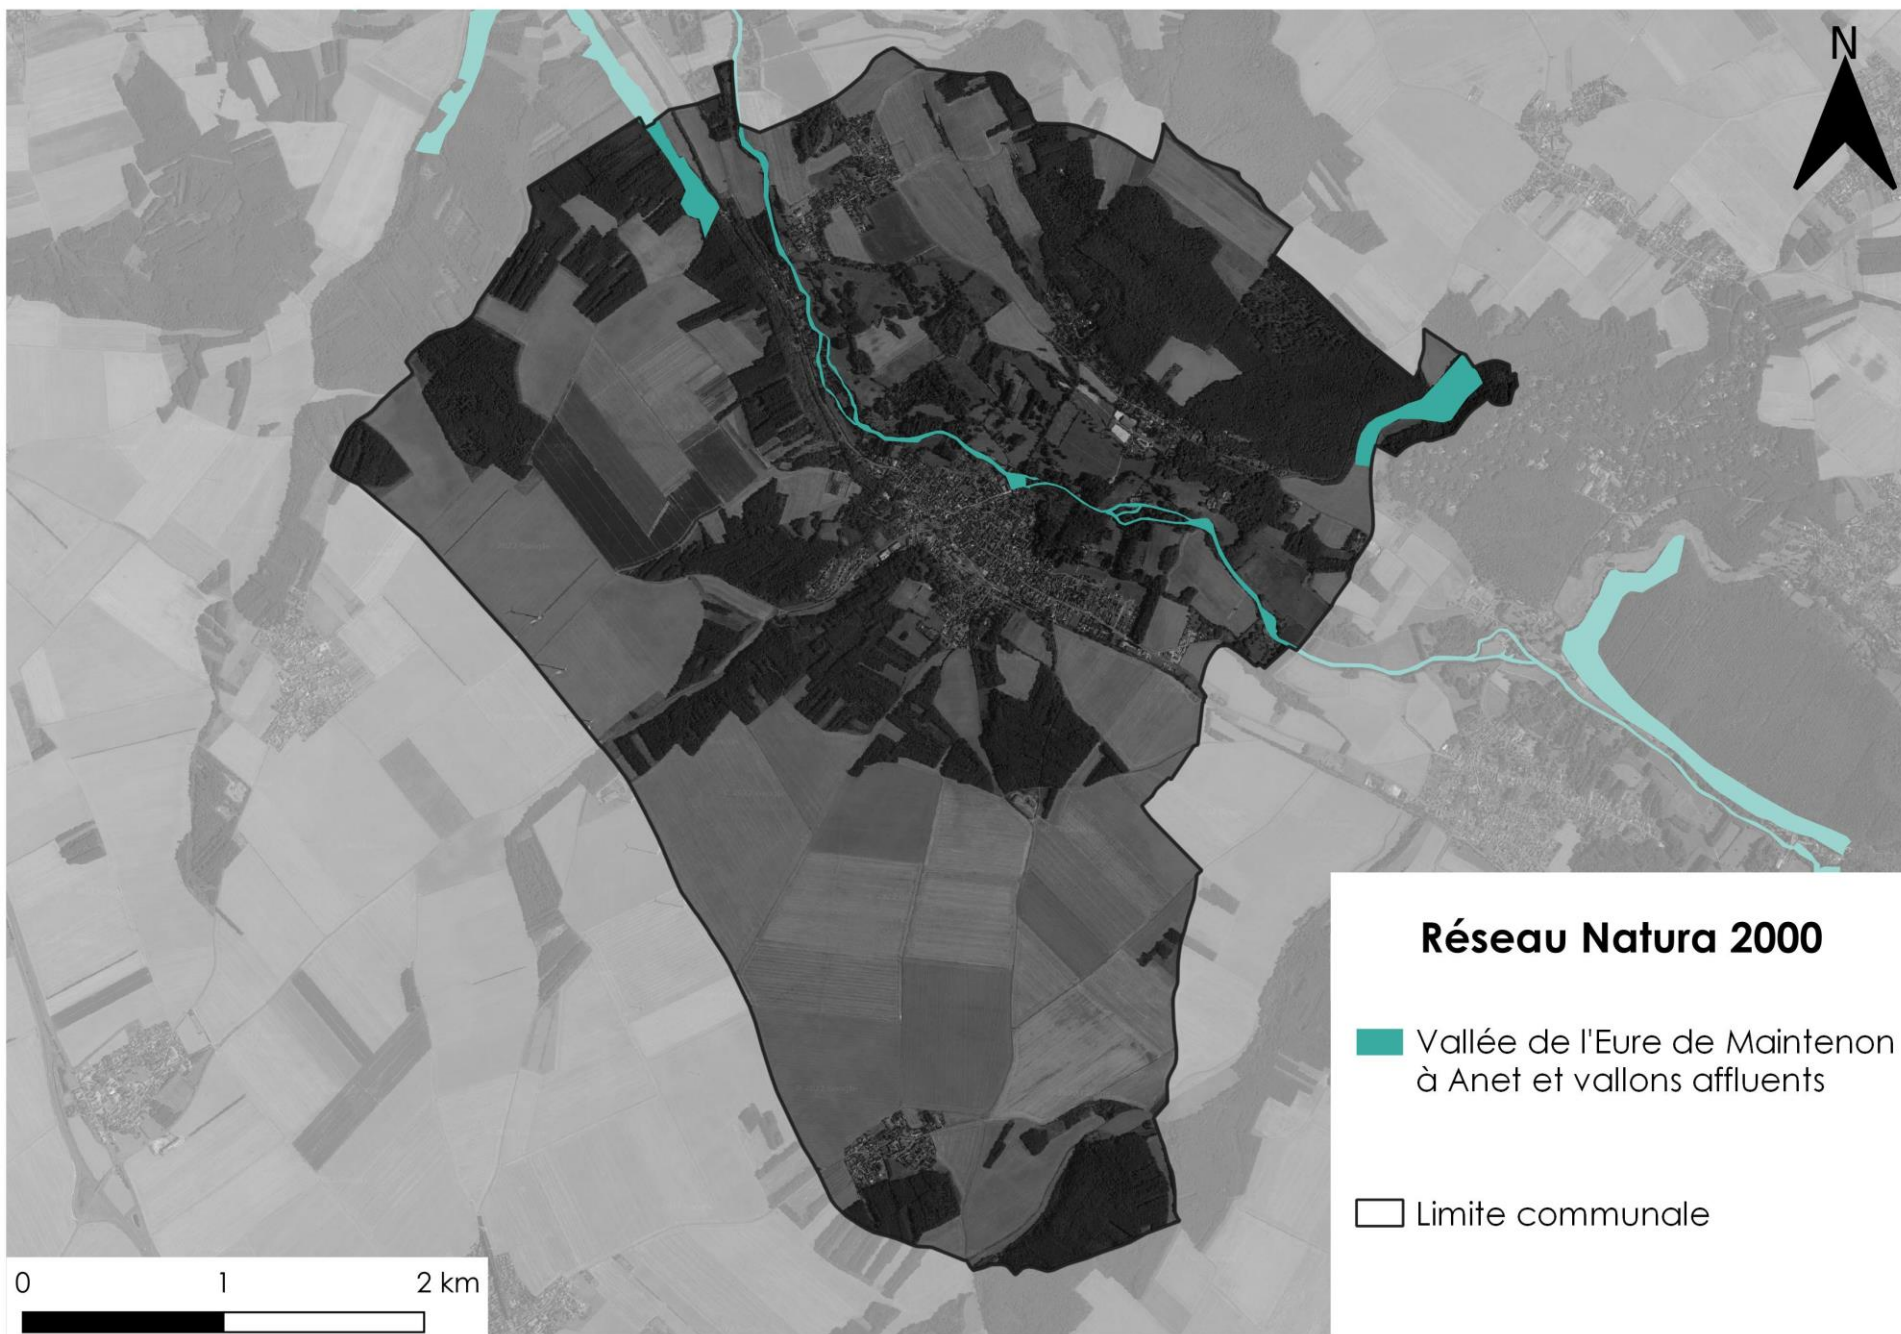 N
Réseau Natura 2000
Vallée de l'Eure de Maintenon
à Anet et vallons affluents
Limite communale
0 1 2 km